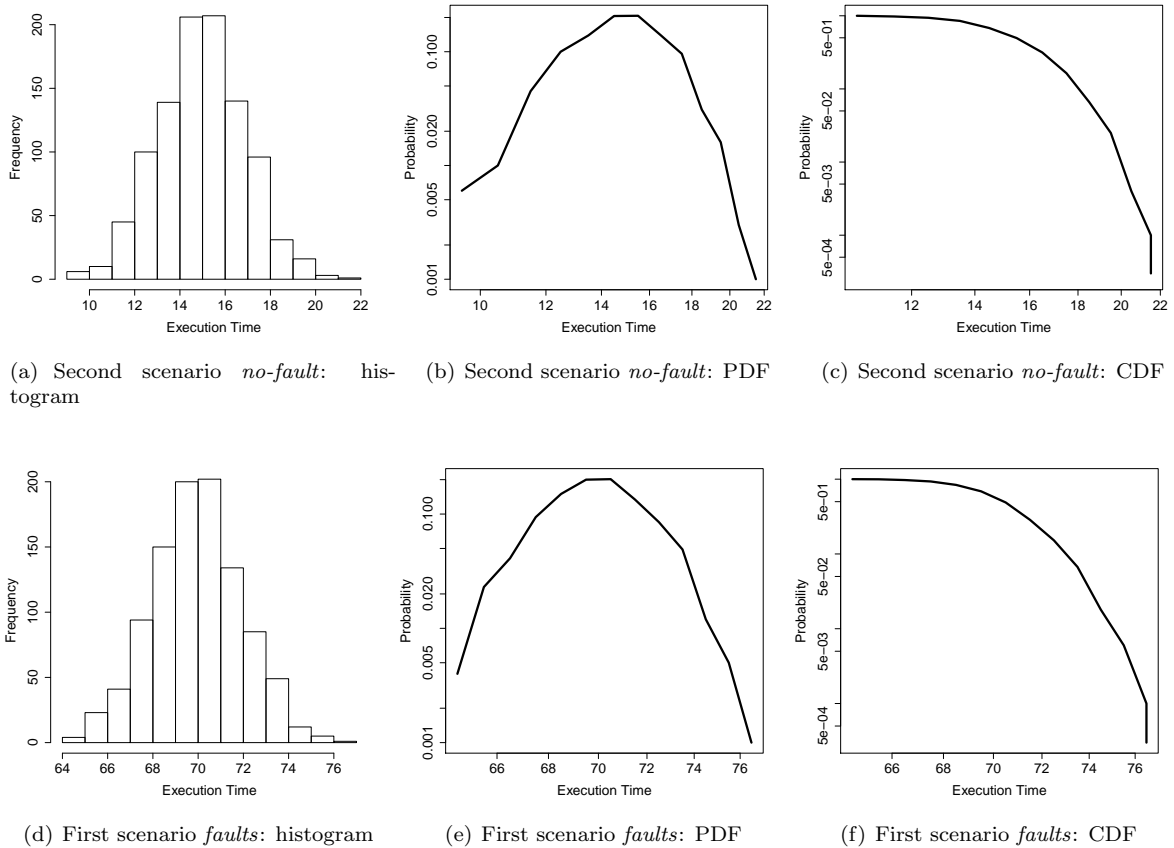 Frequency
200
150
100
50
0
10 12 14 16 18 20 22
Execution Time
Probability
0.100
0.020
0.005
0.001
10 12 14 16 18 20 22
Execution Time
Probability
5e−01
5e−02
5e−03
5e−04
12 14 16 18 20 22
Execution Time
(a) Second scenario no-fault: his-
togram
(b) Second scenario no-fault: PDF
(c) Second scenario no-fault: CDF
Frequency
200
150
100
50
0
64 66 68 70 72 74 76
Execution Time
Probability
0.100
0.020
0.005
0.001
66 68 70 72 74 76
Execution Time
Probability
5e−01
5e−02
5e−03
5e−04
66 68 70 72 74 76
Execution Time
(d) First scenario faults: histogram
(e) First scenario faults: PDF
(f) First scenario faults: CDF